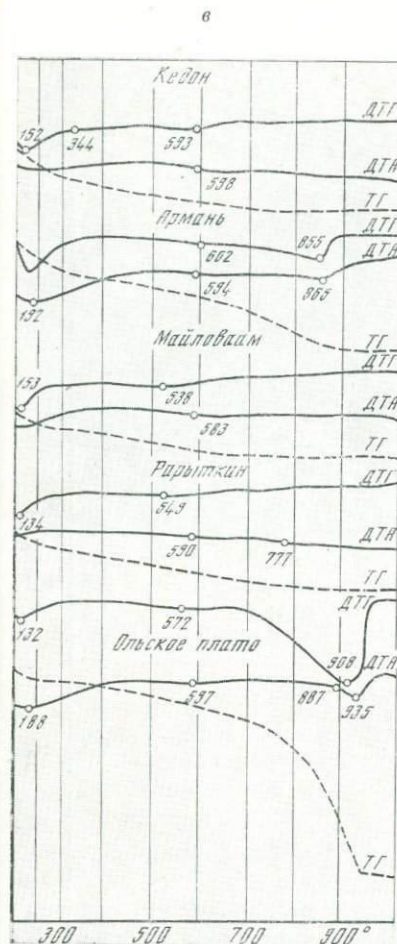 в
Кедон
ДТГ
152
344
593
ДТА
598
ТГ
Армань
ДТГ
602
855
ДТА
192
594
865
ТГ
Майловаам
ДТГ
153
538
ДТА
583
ТГ
Рарыткин
ДТГ
134
549
ДТА
590
777
ТГ
ДТГ
132
572
908
Ольское плато
ДТА
188
597
887
935
ТГ
300 500 700 900°